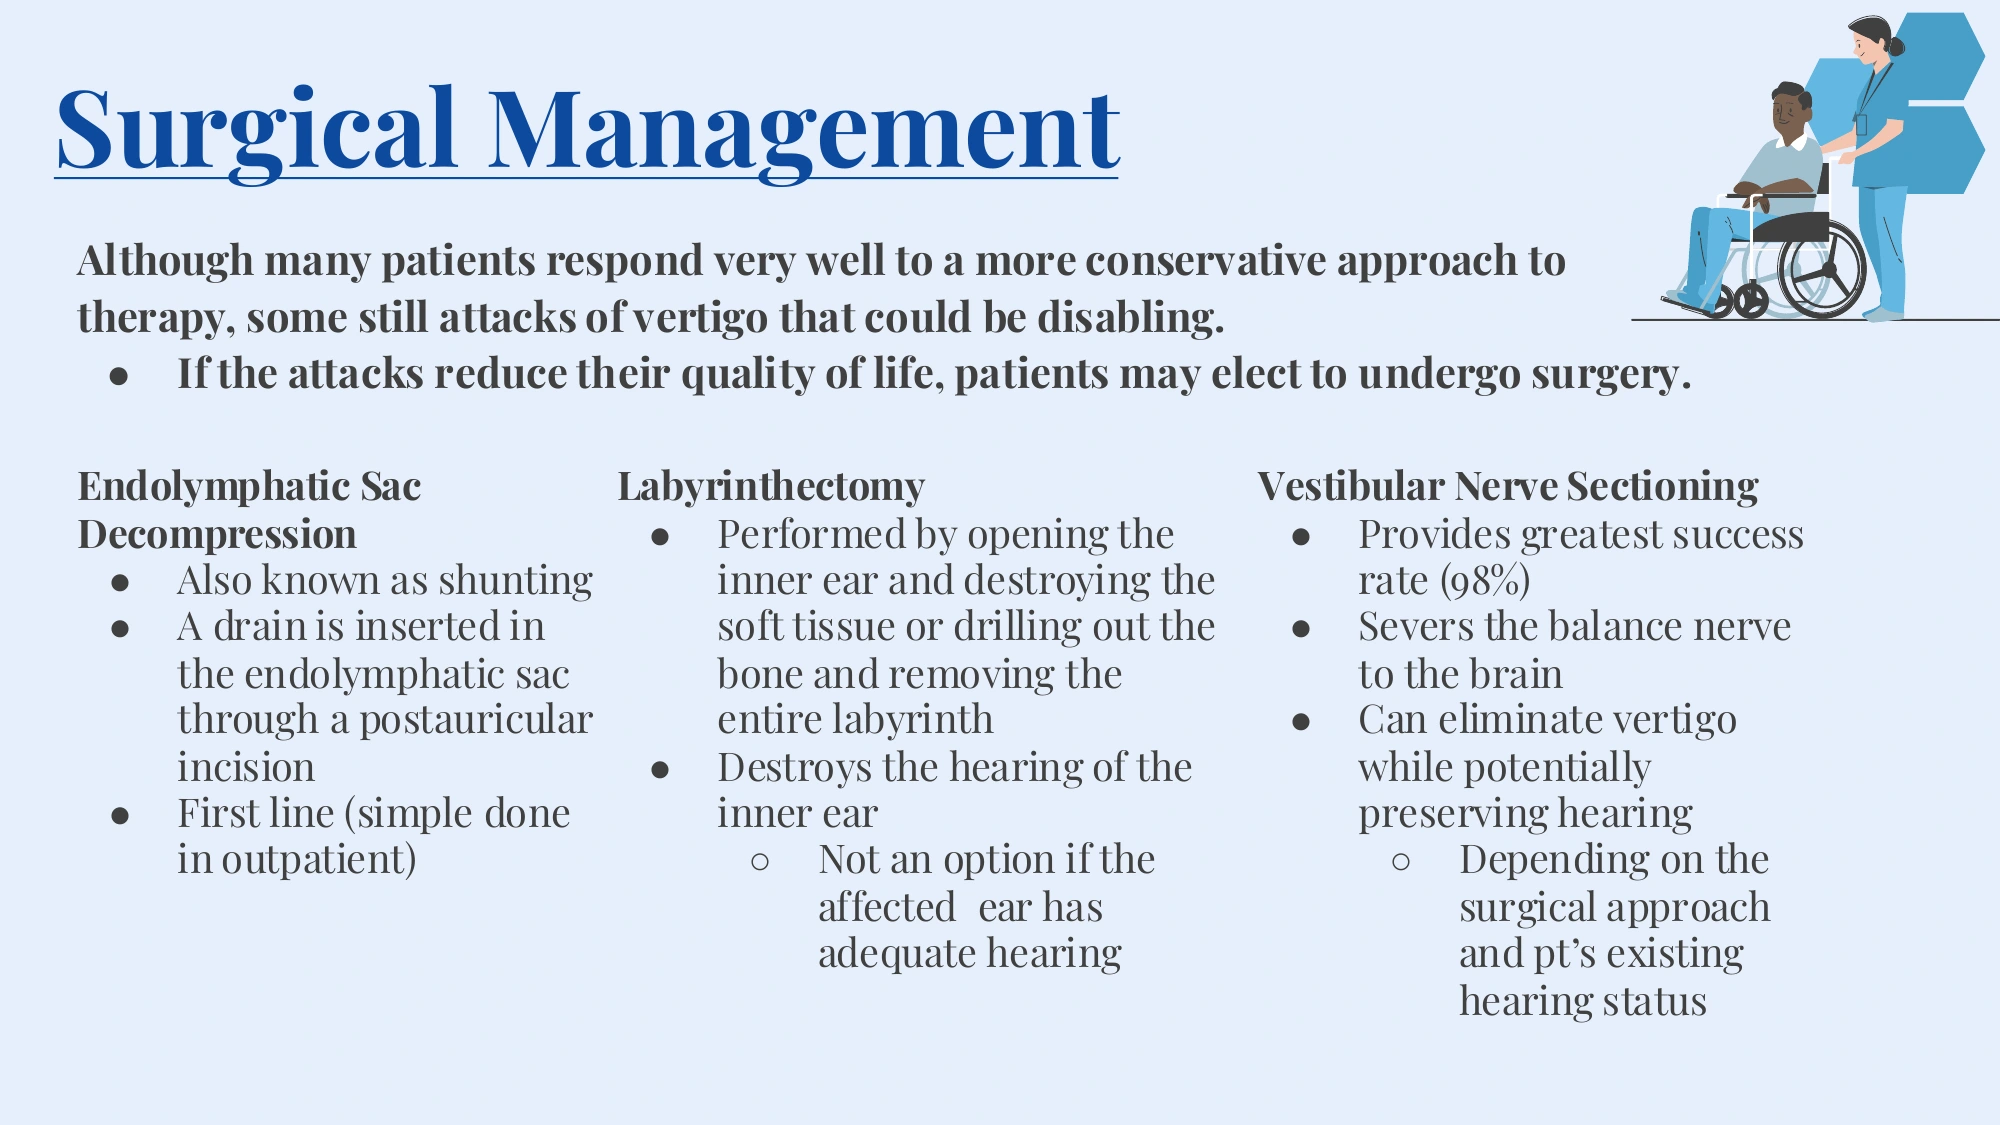 Surgical Management
Although many patients respond very well to a more conservative approach to
therapy, some still attacks of vertigo that could be disabling.
● If the attacks reduce their quality of life, patients may elect to undergo surgery.
Endolymphatic Sac
Decompression
● Also known as shunting
● A drain is inserted in
the endolymphatic sac
through a postauricular
incision
● First line (simple done
in outpatient)
Labyrinthectomy
● Performed by opening the
inner ear and destroying the
soft tissue or drilling out the
bone and removing the
entire labyrinth
● Destroys the hearing of the
inner ear
○ Not an option if the
affected  ear has
adequate hearing
Vestibular Nerve Sectioning
● Provides greatest success
rate (98%)
● Severs the balance nerve
to the brain
● Can eliminate vertigo
while potentially
preserving hearing
○ Depending on the
surgical approach
and pt’s existing
hearing status